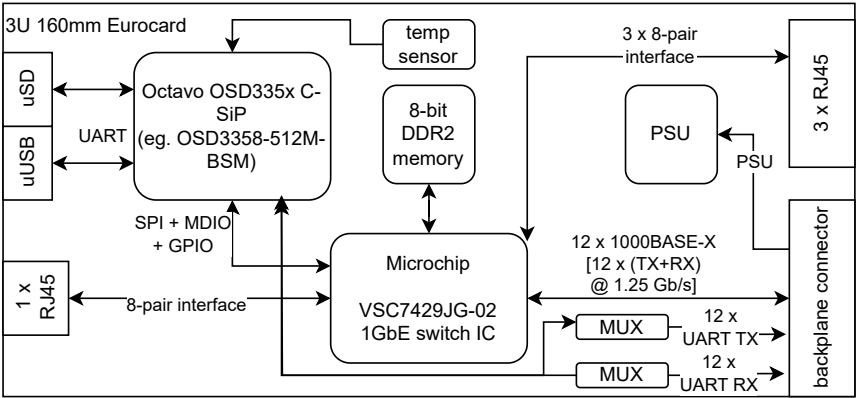 3U 160mm Eurocard
temp
sensor
3 x 8-pair
interface
uSD
Octavo OSD335x C-
SiP
(eg. OSD3358-512M-
BSM)
8-bit
DDR2
memory
PSU
3 x RJ45
uUSB
UART
PSU
SPI + MDIO
+ GPIO
Microchip
VSC7429JG-02
1GbE switch IC
12 x 1000BASE-X
[12 x (TX+RX)
@ 1.25 Gb/s]
backplane connector
1 x
RJ45
8-pair interface
MUX
12 x
UART TX
MUX
12 x
UART RX